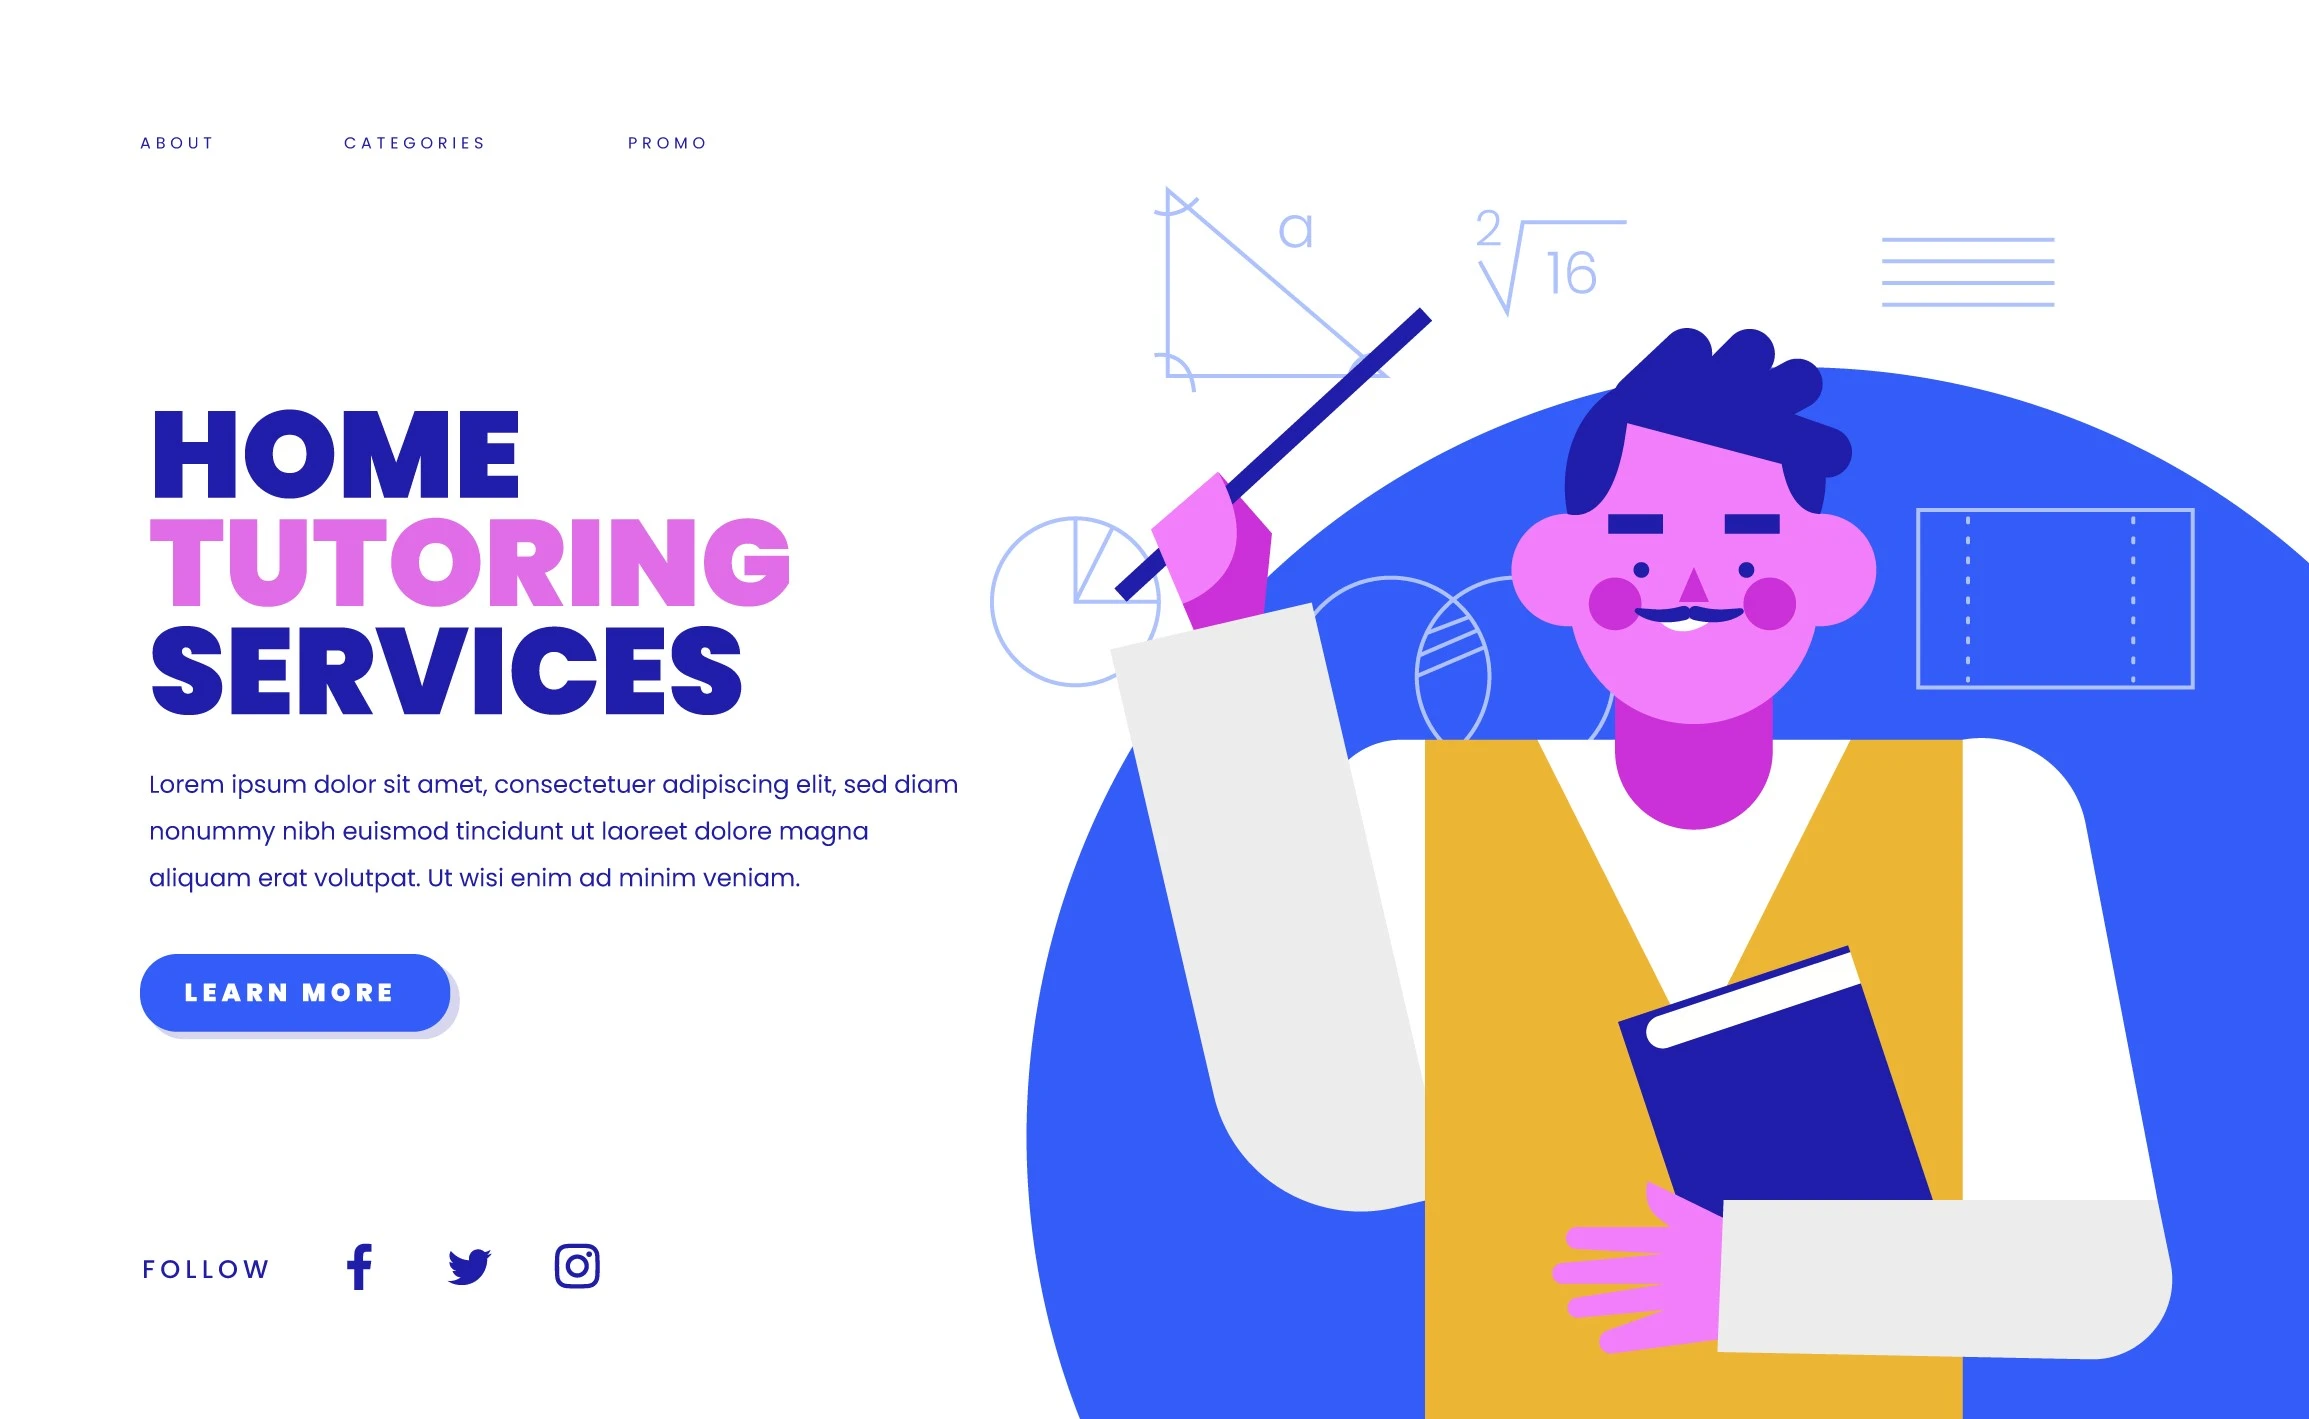 ABOUT CATEGORIES PROMO
a
2
16
HOME
TUTORING
SERVICES
Lorem ipsum dolor sit amet, consectetuer adipiscing elit, sed diam
nonummy nibh euismod tincidunt ut laoreet dolore magna
aliquam erat volutpat. Ut wisi enim ad minim veniam.
LEARN MORE
FOLLOW